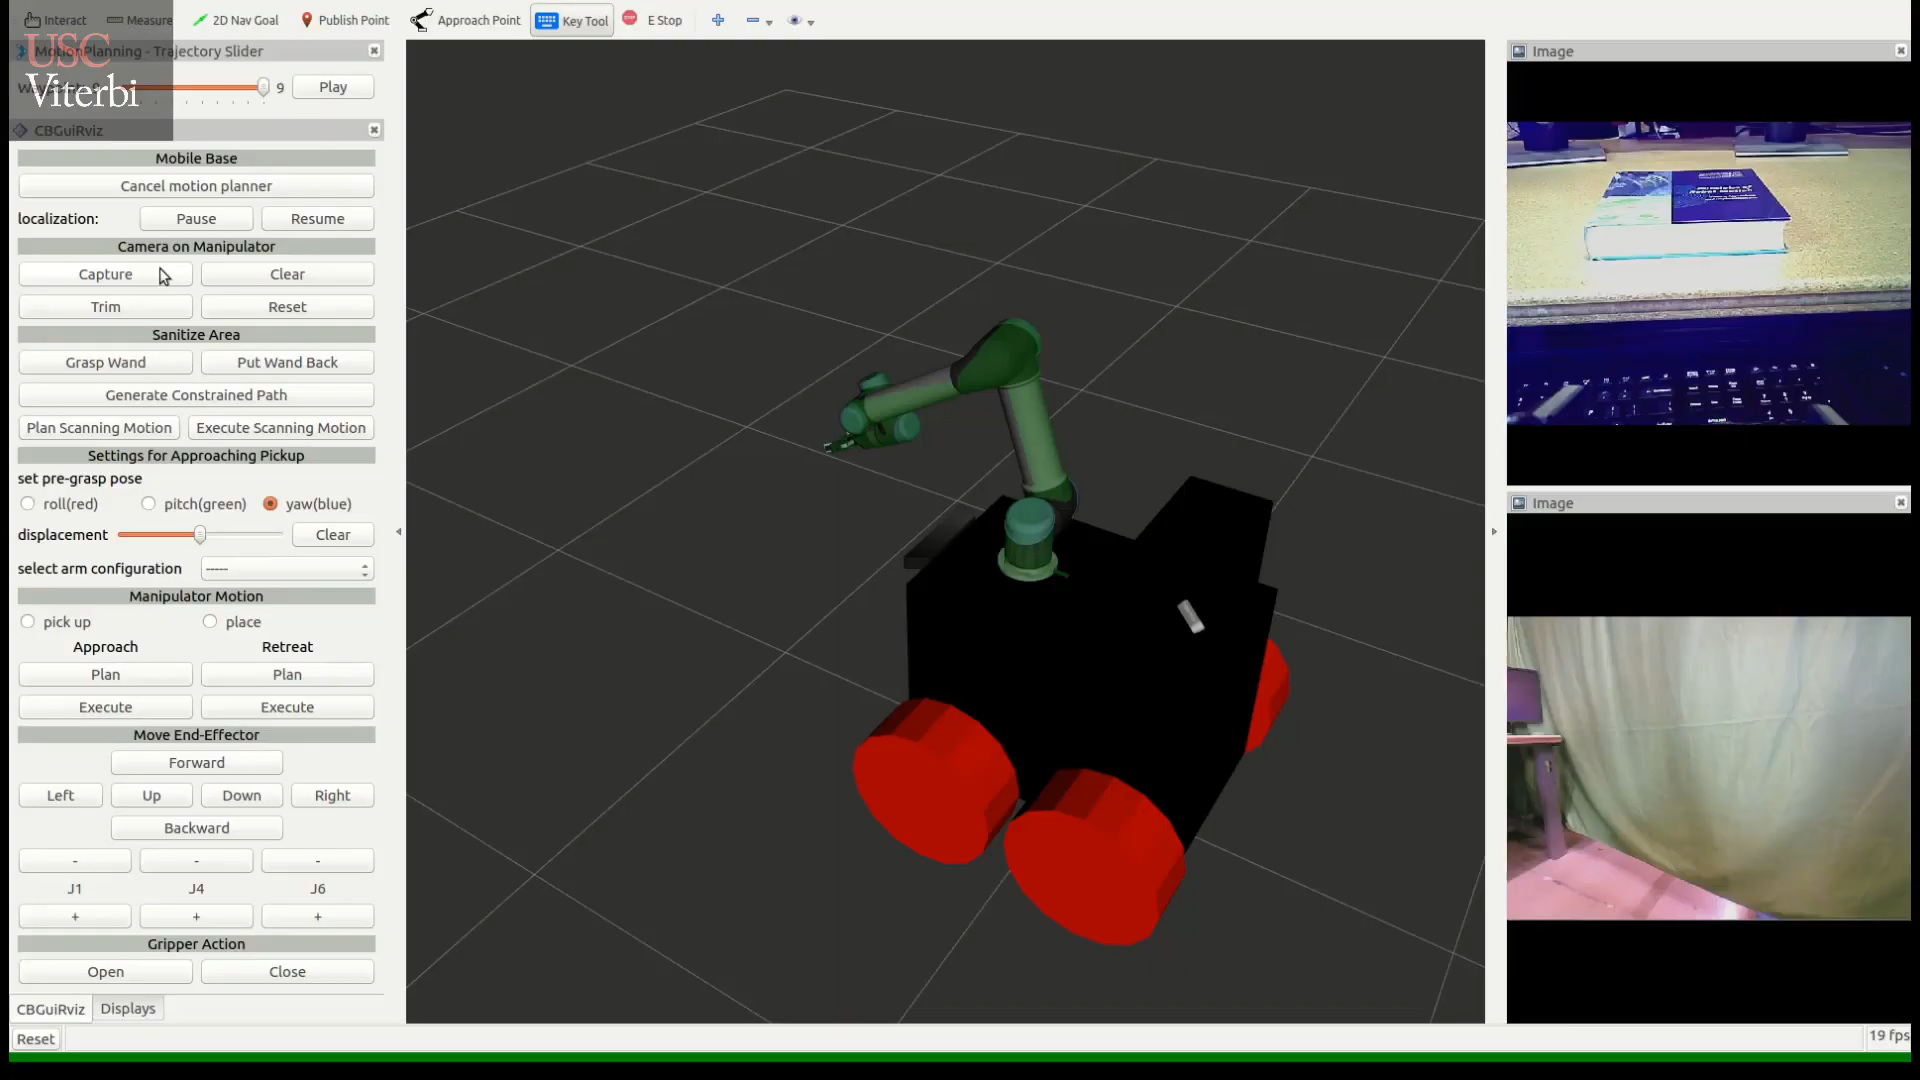 Interact
Measure
2D Nav Goal
Publish Point
Approach Point
Key Tool
E Stop
USC
Viterbi
MotionPlanning - Trajectory Slider
9
Play
CBGuiRviz
Mobile Base
Cancel motion planner
localization:
Pause
Resume
Camera on Manipulator
Capture
Clear
Trim
Reset
Sanitize Area
Grasp Wand
Put Wand Back
Generate Constrained Path
Plan Scanning Motion
Execute Scanning Motion
Settings for Approaching Pickup
set pre-grasp pose
roll(red)
pitch(green)
yaw(blue)
displacement
Clear
select arm configuration
-----
Manipulator Motion
pick up
place
Approach
Retreat
Plan
Plan
Execute
Execute
Move End-Effector
Forward
Left
Up
Down
Right
Backward
-
-
-
J1
J4
J6
+
+
+
Gripper Action
Open
Close
CBGuiRviz
Displays
Reset
Image
Image
19 fps